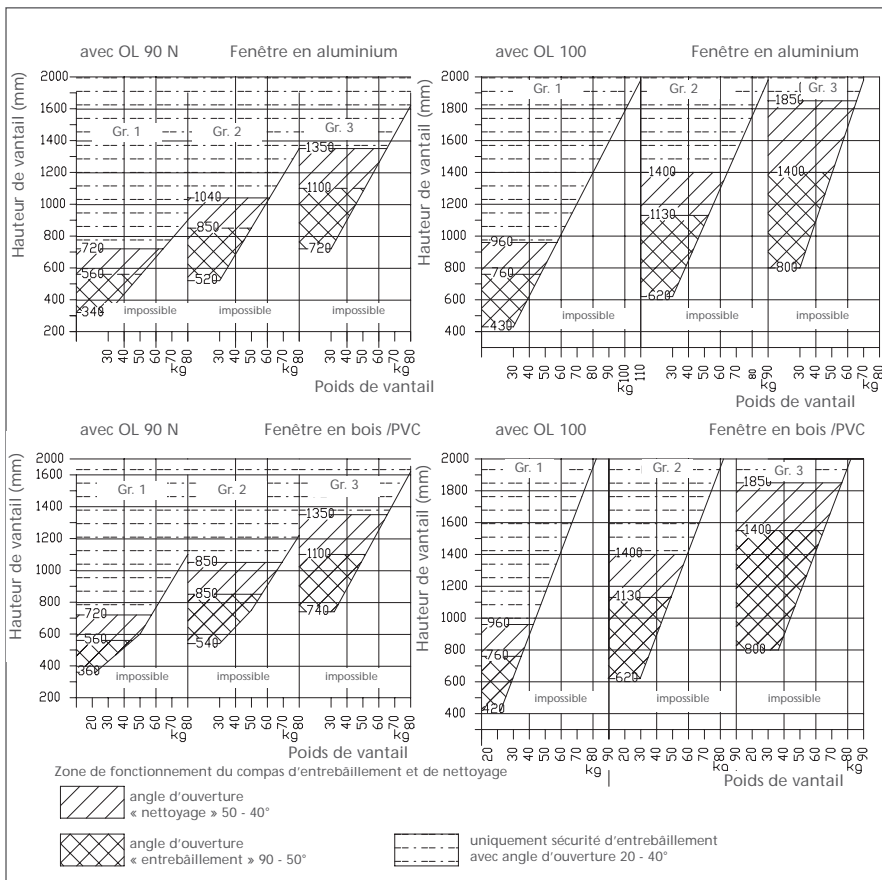 avec OL 90 N Fenêtre en aluminium
Hauteur de vantail (mm)
2000
1600
1400
1200
1000
800
600
400
200
Gr. 1 Gr. 2 Gr. 3
720
560
340
1040
850
520
1350
1100
720
impossible impossible
30 40 50 60 70 80 30 40 50 60 70 80 30 40 50 60 70 80
kg kg kg
Poids de vantail
avec OL 100 Fenêtre en aluminium
Hauteur de vantail (mm)
2000
1800
1600
1400
1200
1000
800
600
400
Gr. 1 Gr. 2 Gr. 3
960
760
430
1400
1130
620
1850
1400
800
impossible impossible impossible
30 40 50 60 70 80 90 100 110 30 40 50 60 70 80 90 30 40 50 60 70 80
kg kg kg
Poids de vantail
avec OL 90 N Fenêtre en bois /PVC
Hauteur de vantail (mm)
2000
1600
1400
1200
1000
800
600
400
200
Gr. 1 Gr. 2 Gr. 3
720
560
360
850
850
540
1350
1100
740
impossible impossible
20 30 40 50 60 70 80 30 40 50 60 70 80 30 40 50 60 70 80
kg kg kg
Poids de vantail
avec OL 100 Fenêtre en bois /PVC
Hauteur de vantail (mm)
2000
1800
1600
1400
1200
1000
800
600
400
Gr. 1 Gr. 2 Gr. 3
960
760
420
1400
1130
620
1850
1400
800
impossible impossible
20 30 40 50 60 70 80 90 20 30 40 50 60 70 80 90 20 30 40 50 60 70 80 90
kg kg kg
Poids de vantail
Zone de fonctionnement du compas d'entrebâillement et de nettoyage
angle d'ouverture
« nettoyage » 50 - 40°
angle d'ouverture
« entrebâillement » 90 - 50°
uniquement sécurité d'entrebâillement
avec angle d'ouverture 20 - 40°